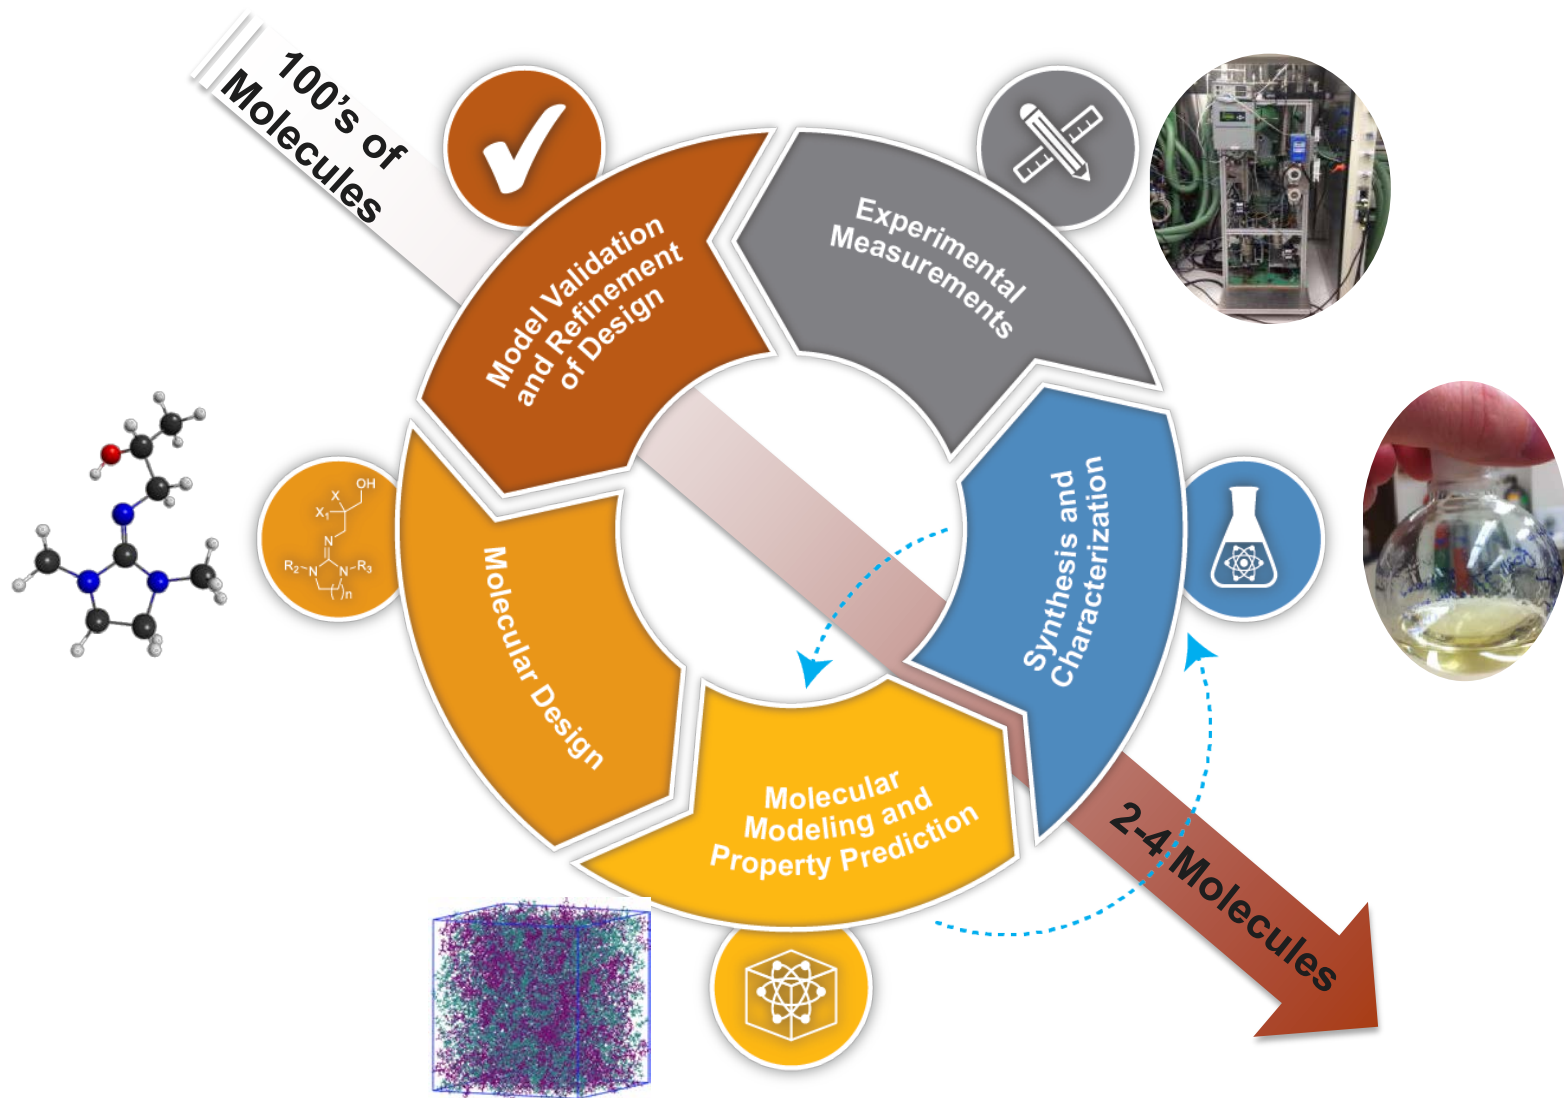 100's of
Molecules
Model Validation
and Refinement
of Design
Experimental
Measurements
Synthesis and
Characterization
Molecular
Modeling and
Property Prediction
Molecular Design
OH
X
X1
N
R2
N
N
R3
n
2-4 Molecules